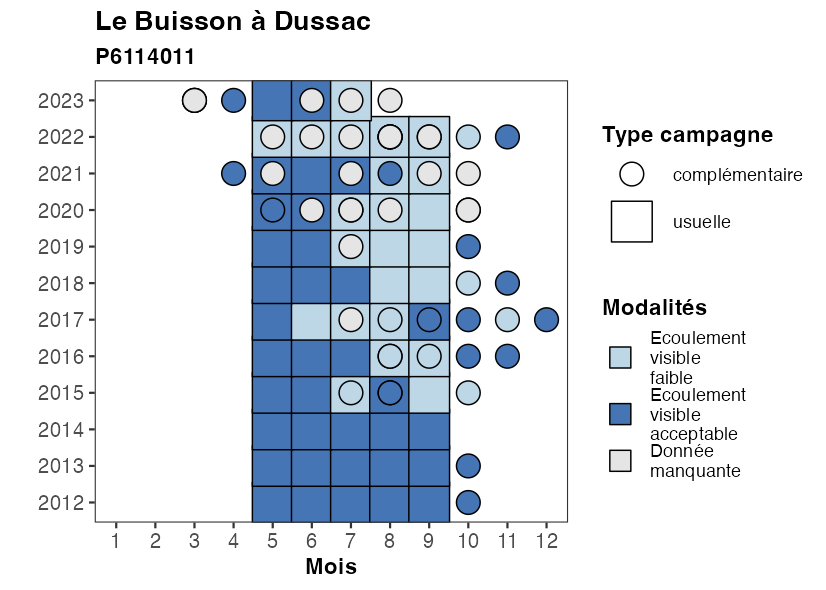 Le Buisson à Dussac
P6114011
2023
2022
2021
2020
2019
2018
2017
2016
2015
2014
2013
2012
1 2 3 4 5 6 7 8 9 10 11 12
Mois
Type campagne
complémentaire
usuelle
Modalités
Ecoulement
visible
faible
Ecoulement
visible
acceptable
Donnée
manquante